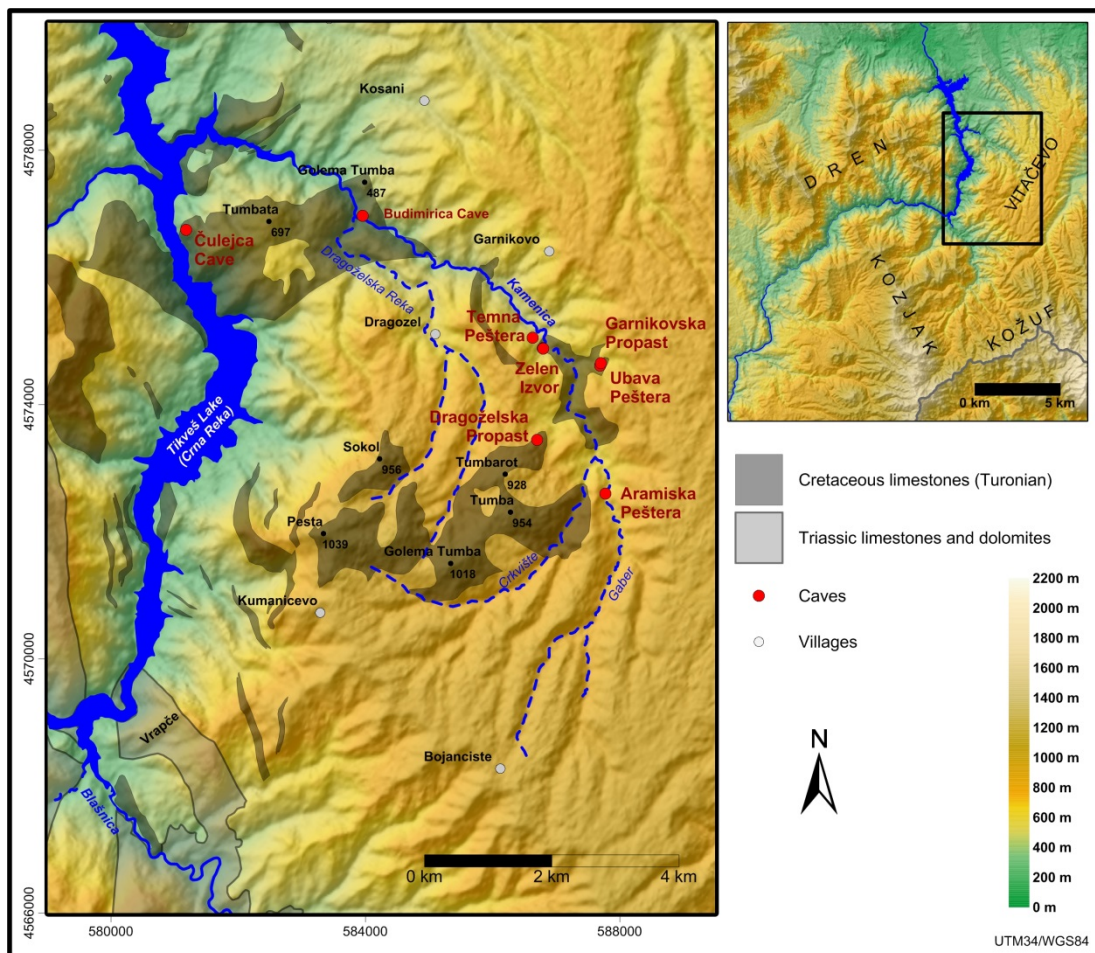 Kosani
4578000
Golema Tumba
487
Tumbata
697
Budimirica Cave
Čulejca
Cave
Garnikovo
Dragoželska Reka
Kamenica
Dragozel
Temna
Peštera
Garnikovska
Propast
Zelen
Izvor
Ubava
Peštera
4574000
Tikveš Lake
(Crna Reka)
Dragoželska
Propast
Sokol
956
Tumbarot
928
Tumba
954
Aramiska
Peštera
Pesta
1039
Golema Tumba
1018
Crkvište
Gaber
Kumanicevo
4570000
Vrapče
Bojanciste
Blašnica
0 km
2 km
4 km
4566000
580000
584000
588000
DREN
VITAČEVO
KOZJAK
KOŽUF
0 km
5 km
Cretaceous limestones (Turonian)
Triassic limestones and dolomites
Caves
Villages
N
2200 m
2000 m
1800 m
1600 m
1400 m
1200 m
1000 m
800 m
600 m
400 m
200 m
0 m
UTM34/WGS84